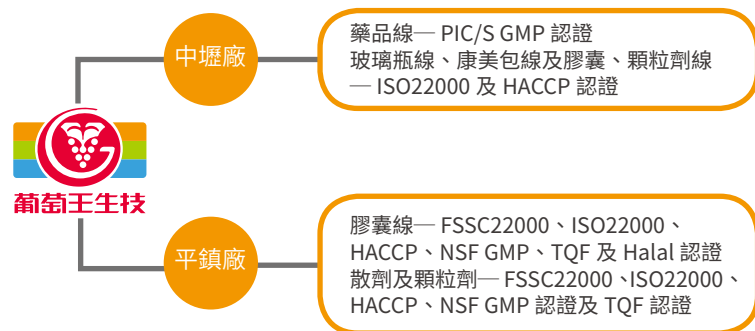 中壢廠
藥品線— PIC/S GMP 認證
玻璃瓶線、康美包線及膠囊、顆粒劑線
— ISO22000 及 HACCP 認證
葡萄王生技
平鎮廠
膠囊線— FSSC22000、ISO22000、
HACCP、NSF GMP、TQF 及 Halal 認證
散劑及顆粒劑— FSSC22000、ISO22000、
HACCP、NSF GMP 認證及 TQF 認證